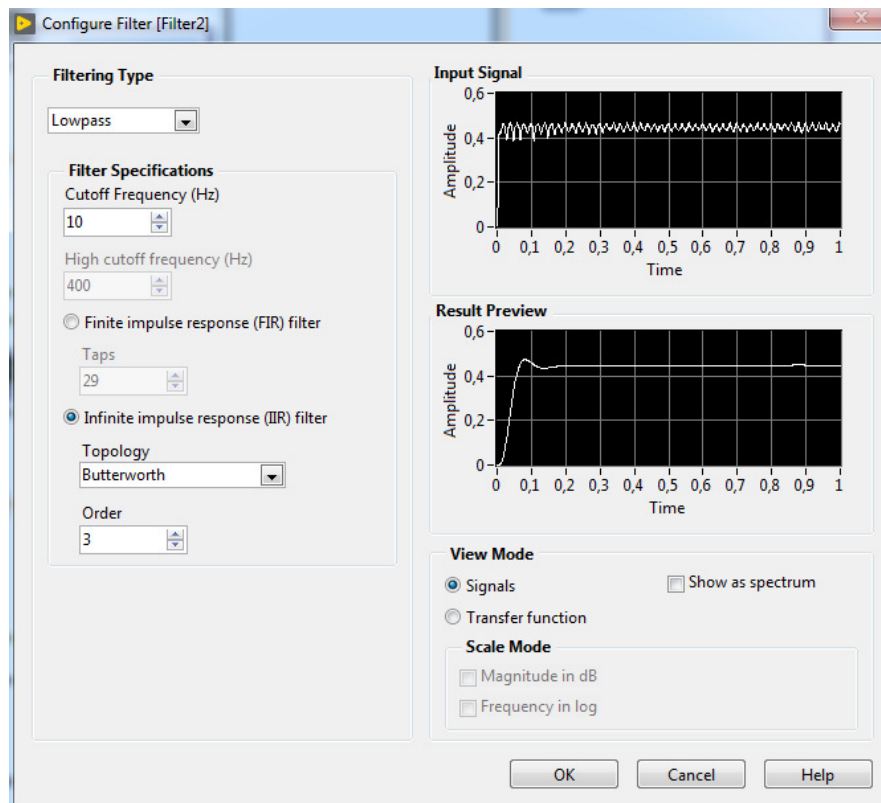 Configure Filter [Filter2]
Filtering Type
Lowpass
Filter Specifications
Cutoff Frequency (Hz)
10
High cutoff frequency (Hz)
400
Finite impulse response (FIR) filter
Taps
29
Infinite impulse response (IIR) filter
Topology
Butterworth
Order
3
Input Signal
0,6
0,4
0,2
0
Amplitude
0 0,1 0,2 0,3 0,4 0,5 0,6 0,7 0,8 0,9 1
Time
Result Preview
0,6
0,4
0,2
0
Amplitude
0 0,1 0,2 0,3 0,4 0,5 0,6 0,7 0,8 0,9 1
Time
View Mode
Signals Show as spectrum
Transfer function
Scale Mode
Magnitude in dB
Frequency in log
OK Cancel Help